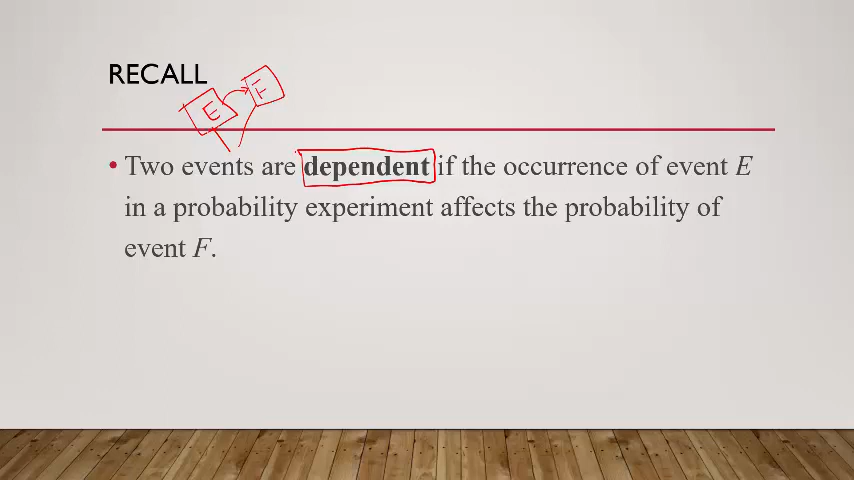 RECALL
E F
• Two events are dependent if the occurrence of event E
in a probability experiment affects the probability of
event F.